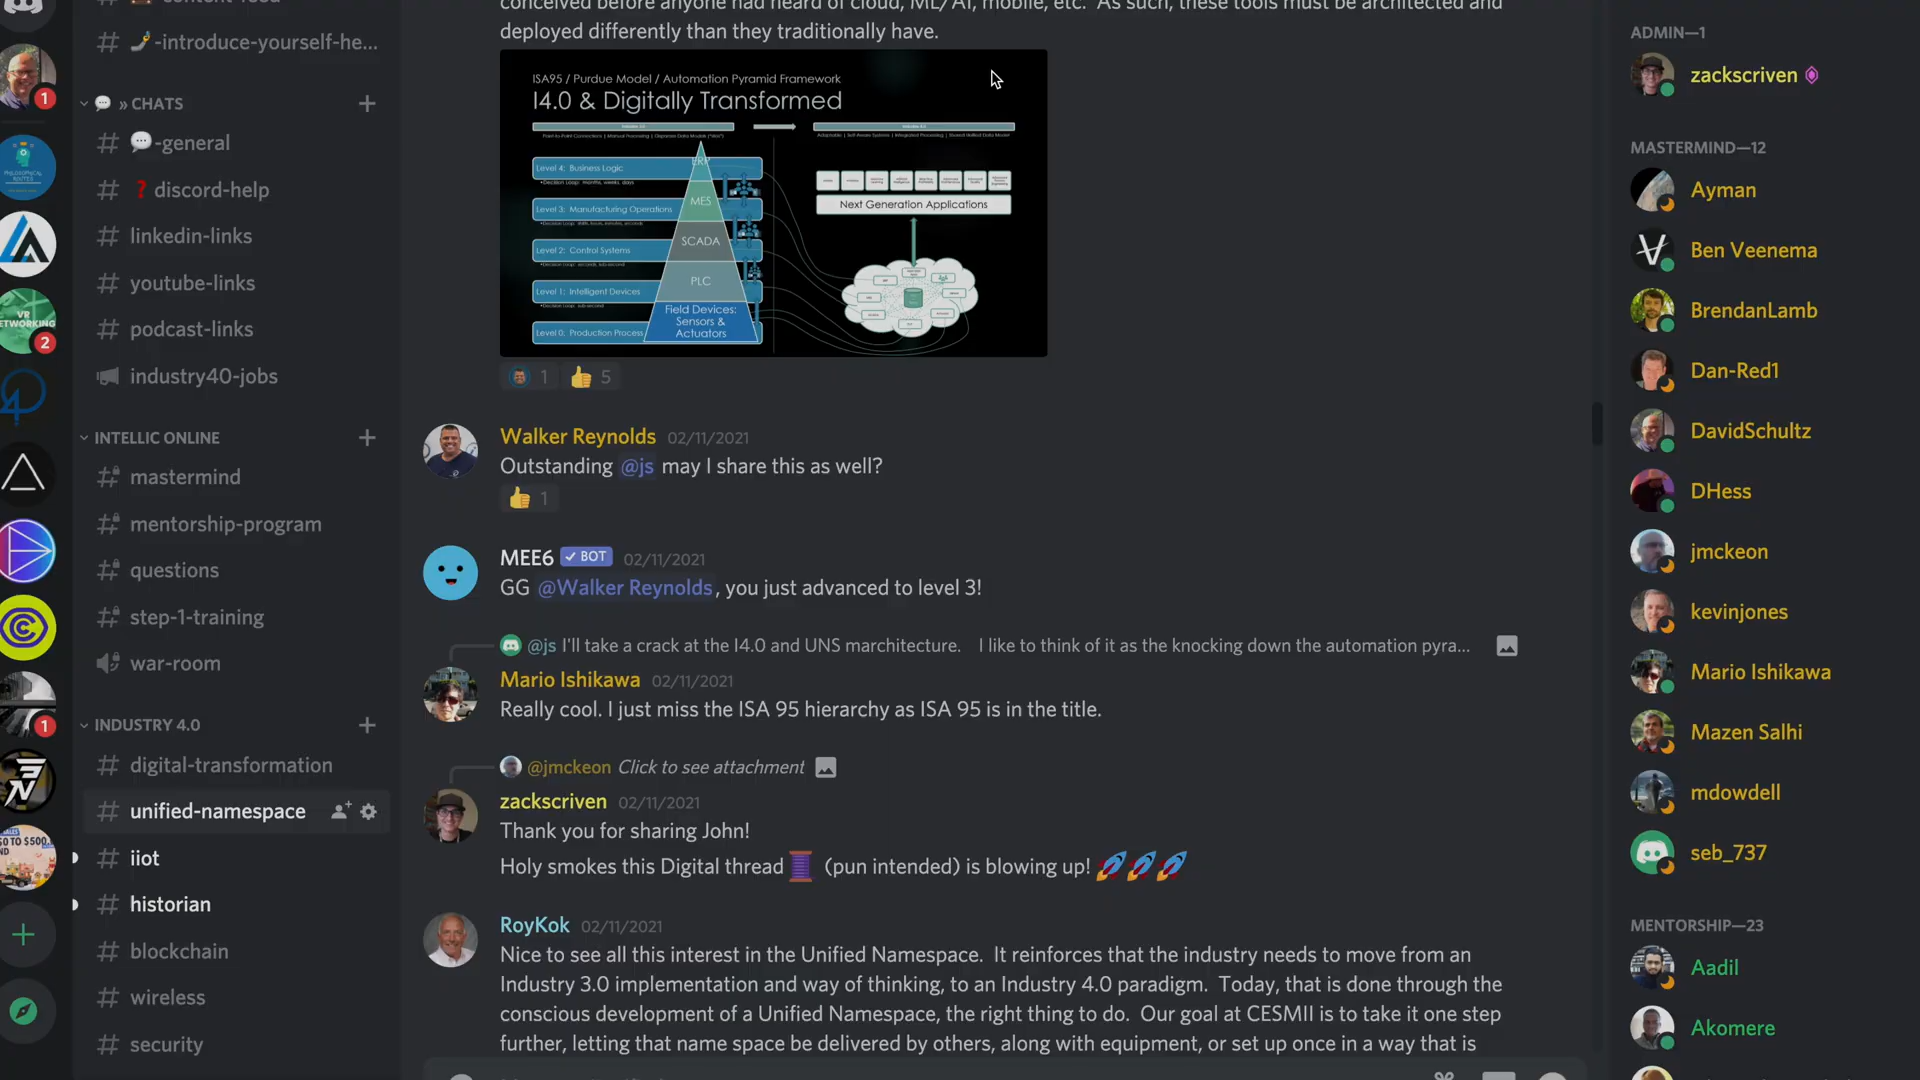 # -introduce-yourself-he...
» CHATS
# -general
# discord-help
# linkedin-links
# youtube-links
# podcast-links
industry40-jobs
INTELLIC ONLINE
mastermind
mentorship-program
questions
step-1-training
war-room
INDUSTRY 4.0
# digital-transformation
# unified-namespace
# iiot
# historian
# blockchain
# wireless
# security
1
VR
NETWORKING
2
1
conceived before anyone had heard of cloud, ML/AI, mobile, etc. As such, these tools must be architected and
deployed differently than they traditionally have.
ISA95 / Purdue Model / Automation Pyramid Framework
I4.0 & Digitally Transformed
Level 4: Business Logic
Level 3: Manufacturing Operations
Level 2: Control Systems
Level 1: Intelligent Devices
Level 0: Production Process
ERP
MES
SCADA
PLC
Field Devices:
Sensors &
Actuators
Next Generation Applications
1 5
Walker Reynolds 02/11/2021
Outstanding @js may I share this as well?
1
MEE6 BOT 02/11/2021
GG @Walker Reynolds, you just advanced to level 3!
@js I'll take a crack at the I4.0 and UNS marchitecture. I like to think of it as the knocking down the automation pyra...
Mario Ishikawa 02/11/2021
Really cool. I just miss the ISA 95 hierarchy as ISA 95 is in the title.
@jmckeon Click to see attachment
zackscriven 02/11/2021
Thank you for sharing John!
Holy smokes this Digital thread (pun intended) is blowing up!
RoyKok 02/11/2021
Nice to see all this interest in the Unified Namespace. It reinforces that the industry needs to move from an
Industry 3.0 implementation and way of thinking, to an Industry 4.0 paradigm. Today, that is done through the
conscious development of a Unified Namespace, the right thing to do. Our goal at CESMII is to take it one step
further, letting that name space be delivered by others, along with equipment, or set up once in a way that is
ADMIN—1
zackscriven
MASTERMIND—12
Ayman
Ben Veenema
BrendanLamb
Dan-Red1
DavidSchultz
DHess
jmckeon
kevinjones
Mario Ishikawa
Mazen Salhi
mdowdell
seb_737
MENTORSHIP—23
Aadil
Akomere